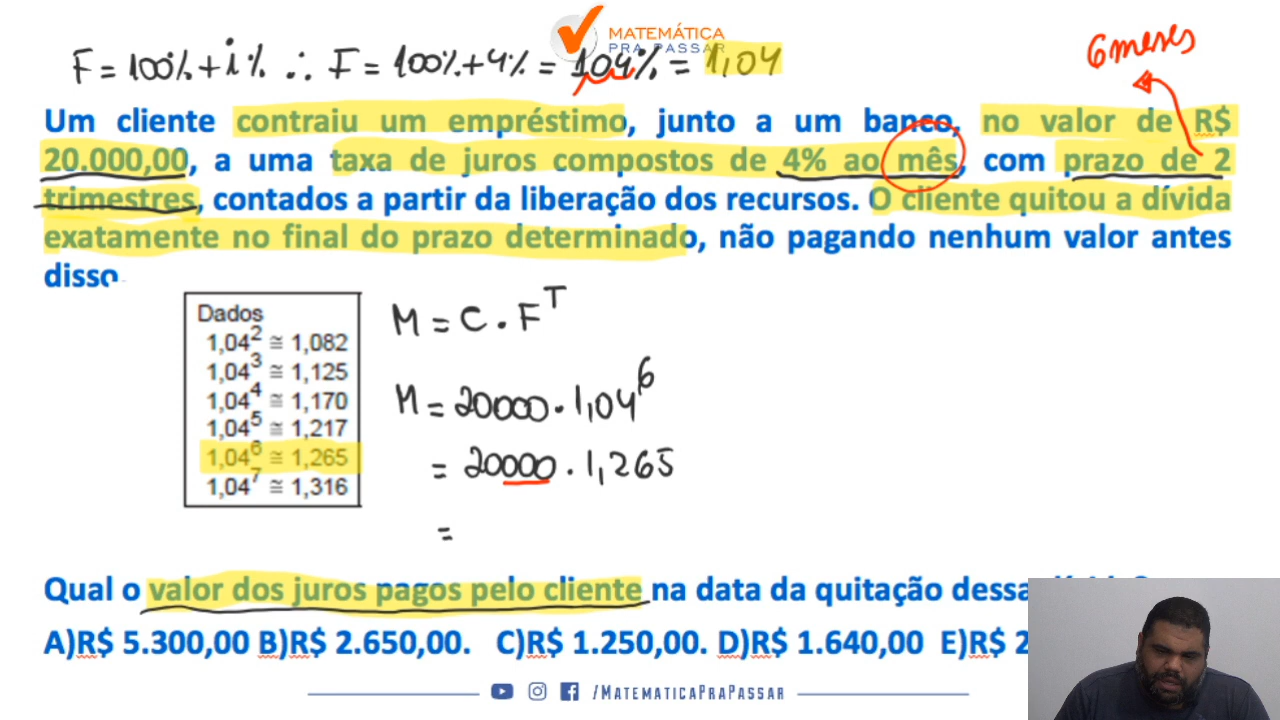 MATEMÁTICA
PRA PASSAR
F = 100% + i% ∴ F = 100% + 4% = 104% = 1,04
6 meses
Um cliente contraiu um empréstimo, junto a um banco, no valor de R$
20.000,00, a uma taxa de juros compostos de 4% ao mês, com prazo de 2
trimestres, contados a partir da liberação dos recursos. O cliente quitou a dívida
exatamente no final do prazo determinado, não pagando nenhum valor antes
disso
Dados
1,04² ≅ 1,082
1,04³ ≅ 1,125
1,04⁴ ≅ 1,170
1,04⁵ ≅ 1,217
1,04⁶ ≅ 1,265
1,04⁷ ≅ 1,316
M = C . F^T
M = 20000 . 1,04⁶
= 20000 . 1,265
=
Qual o valor dos juros pagos pelo cliente na data da quitação dessa
A)R$ 5.300,00 B)R$ 2.650,00. C)R$ 1.250,00. D)R$ 1.640,00 E)R$ 2
/MatematicaPraPassar